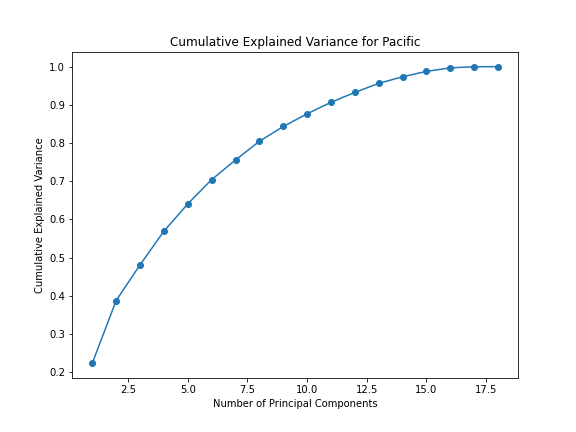 Cumulative Explained Variance for Pacific
1.0
0.9
0.8
0.7
0.6
0.5
0.4
0.3
0.2
Cumulative Explained Variance
2.5 5.0 7.5 10.0 12.5 15.0 17.5
Number of Principal Components